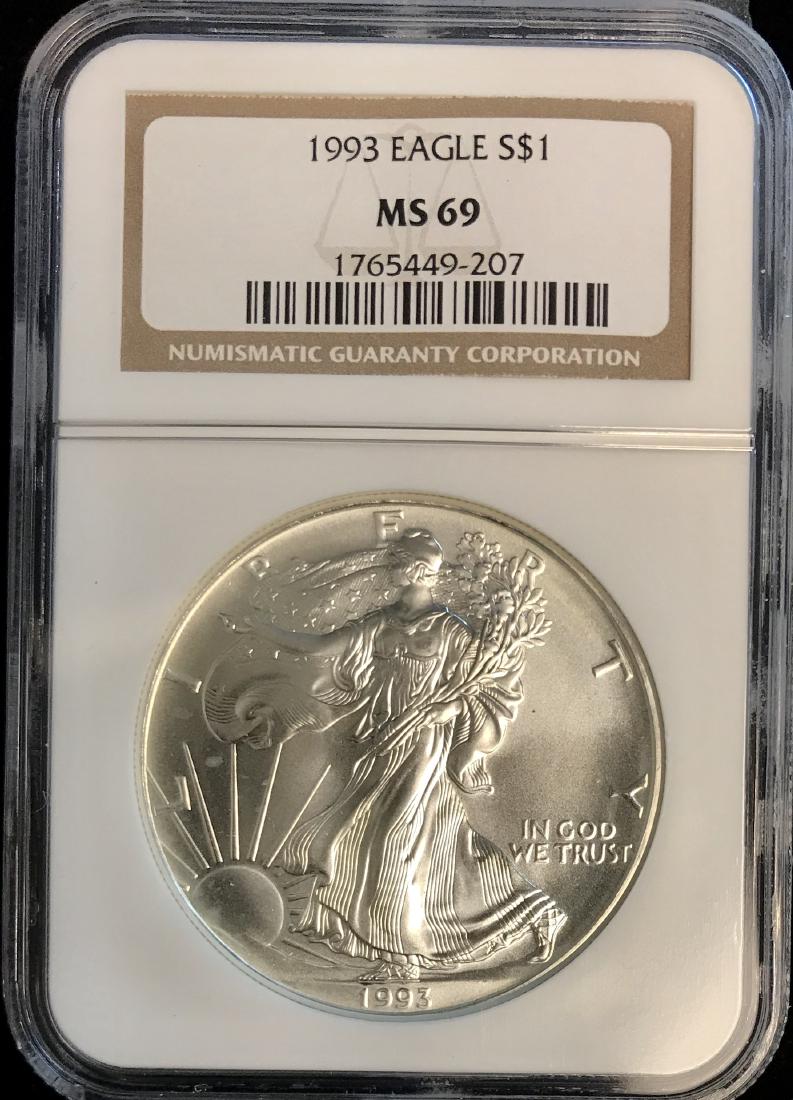 1993 EAGLE S$1
MS 69
1765449-207
NUMISMATIC GUARANTY CORPORATION
LIBERTY
IN GOD
WE TRUST
1993